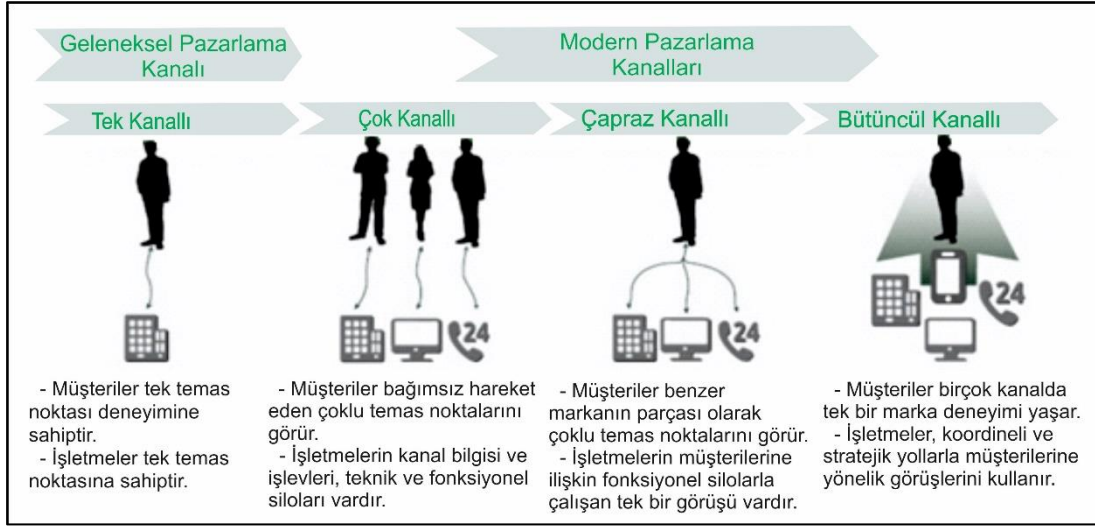 Geleneksel Pazarlama
Kanalı
Modern Pazarlama
Kanalları
Tek Kanallı
Çok Kanallı
Çapraz Kanallı
Bütüncül Kanallı
24
24
24
- Müşteriler tek temas
noktası deneyimine
sahiptir.
- İşletmeler tek temas
noktasına sahiptir.
- Müşteriler bağımsız hareket
eden çoklu temas noktalarını
görür.
- İşletmelerin kanal bilgisi ve
işlevleri, teknik ve fonksiyonel
siloları vardır.
- Müşteriler benzer
markanın parçası olarak
çoklu temas noktalarını görür.
- İşletmelerin müşterilerine
ilişkin fonksiyonel silolarla
çalışan tek bir görüşü vardır.
- Müşteriler birçok kanalda
tek bir marka deneyimi yaşar.
- İşletmeler, koordineli ve
stratejik yollarla müşterilerine
yönelik görüşlerini kullanır.